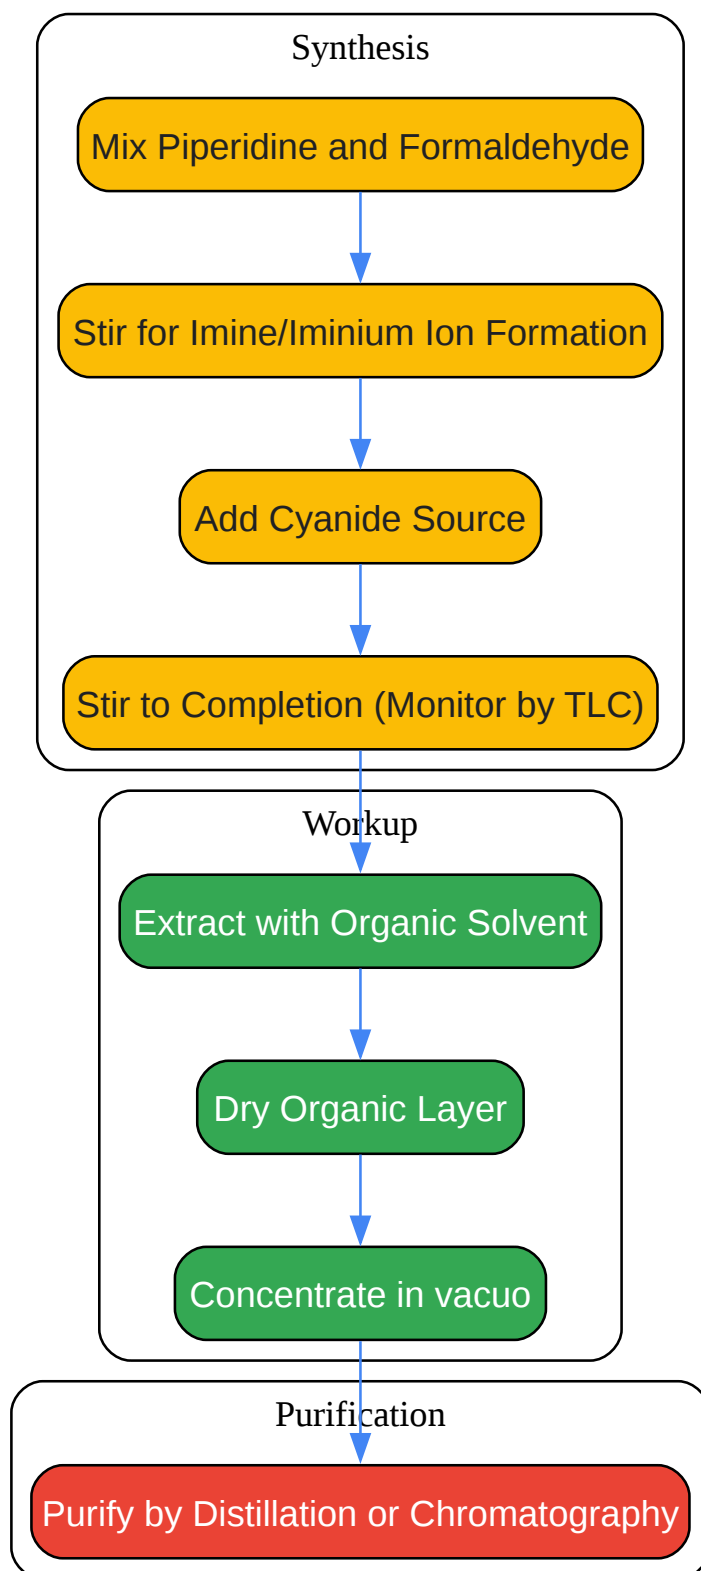 Synthesis
Mix Piperidine and Formaldehyde
Stir for Imine/Iminium Ion Formation
Add Cyanide Source
Stir to Completion (Monitor by TLC)
Workup
Extract with Organic Solvent
Dry Organic Layer
Concentrate in vacuo
Purification
Purify by Distillation or Chromatography